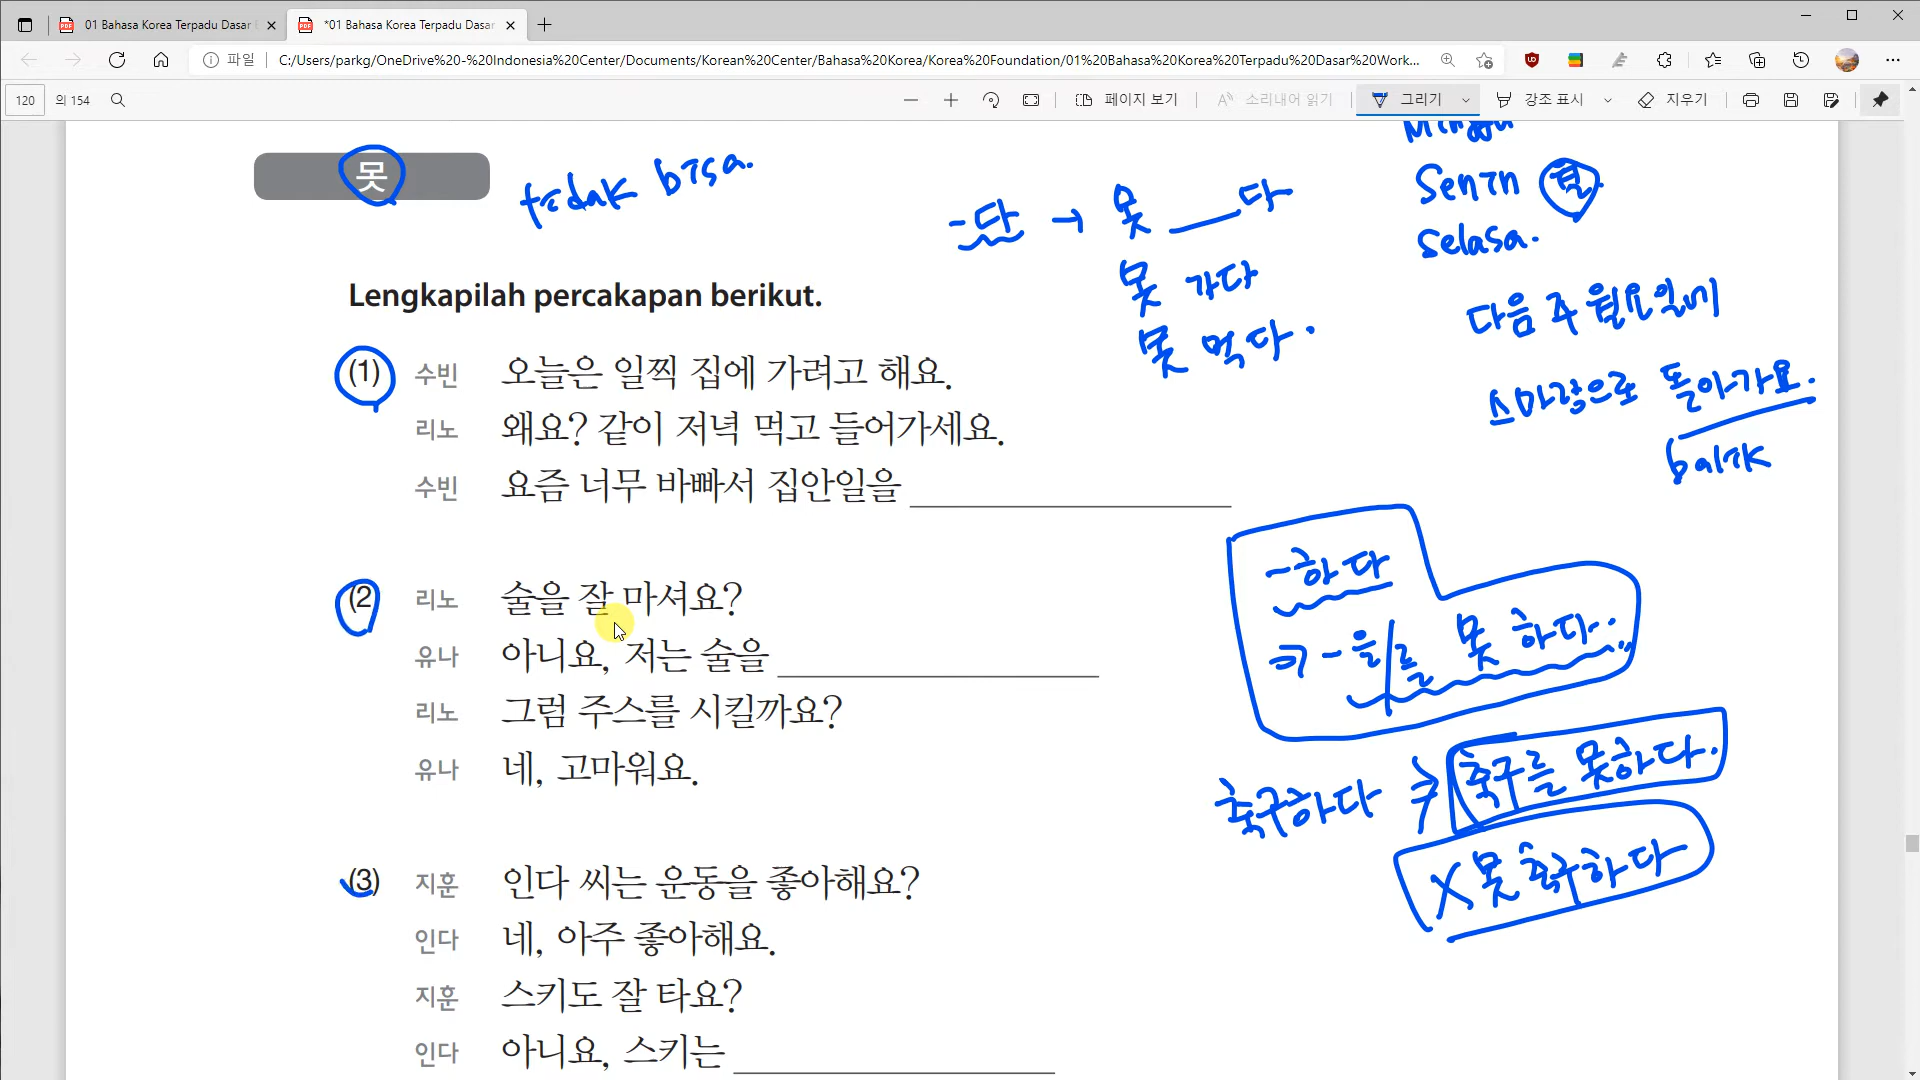 01 Bahasa Korea Terpadu Dasar
*01 Bahasa Korea Terpadu Dasar
파일
C:/Users/parkg/OneDrive%20-%20Indonesia%20Center/Documents/Korean%20Center/Bahasa%20Korea/Korea%20Foundation/01%20Bahasa%20Korea%20Terpadu%20Dasar%20Work...
120 의 154
페이지 보기
소리내어 읽기
그리기
강조 표시
지우기
못
tidak bisa.
-다 → 못 ___다
못 가다
못 먹다.
Minggu
Senin 월
Selasa.
다음 주 월요일에
스마랑으로 돌아가요.
balik
Lengkapilah percakapan berikut.
(1) 수빈 오늘은 일찍 집에 가려고 해요.
리노 왜요? 같이 저녁 먹고 들어가세요.
수빈 요즘 너무 바빠서 집안일을
(2 리노 술을 잘 마셔요?
유나 아니요, 저는 술을
리노 그럼 주스를 시킬까요?
유나 네, 고마워요.
(3) 지훈 인다 씨는 운동을 좋아해요?
인다 네, 아주 좋아해요.
지훈 스키도 잘 타요?
인다 아니요, 스키는
-하다
⇒ -을/를 못 하다.
축구하다 ⇒ 축구를 못하다.
X 못 축구하다